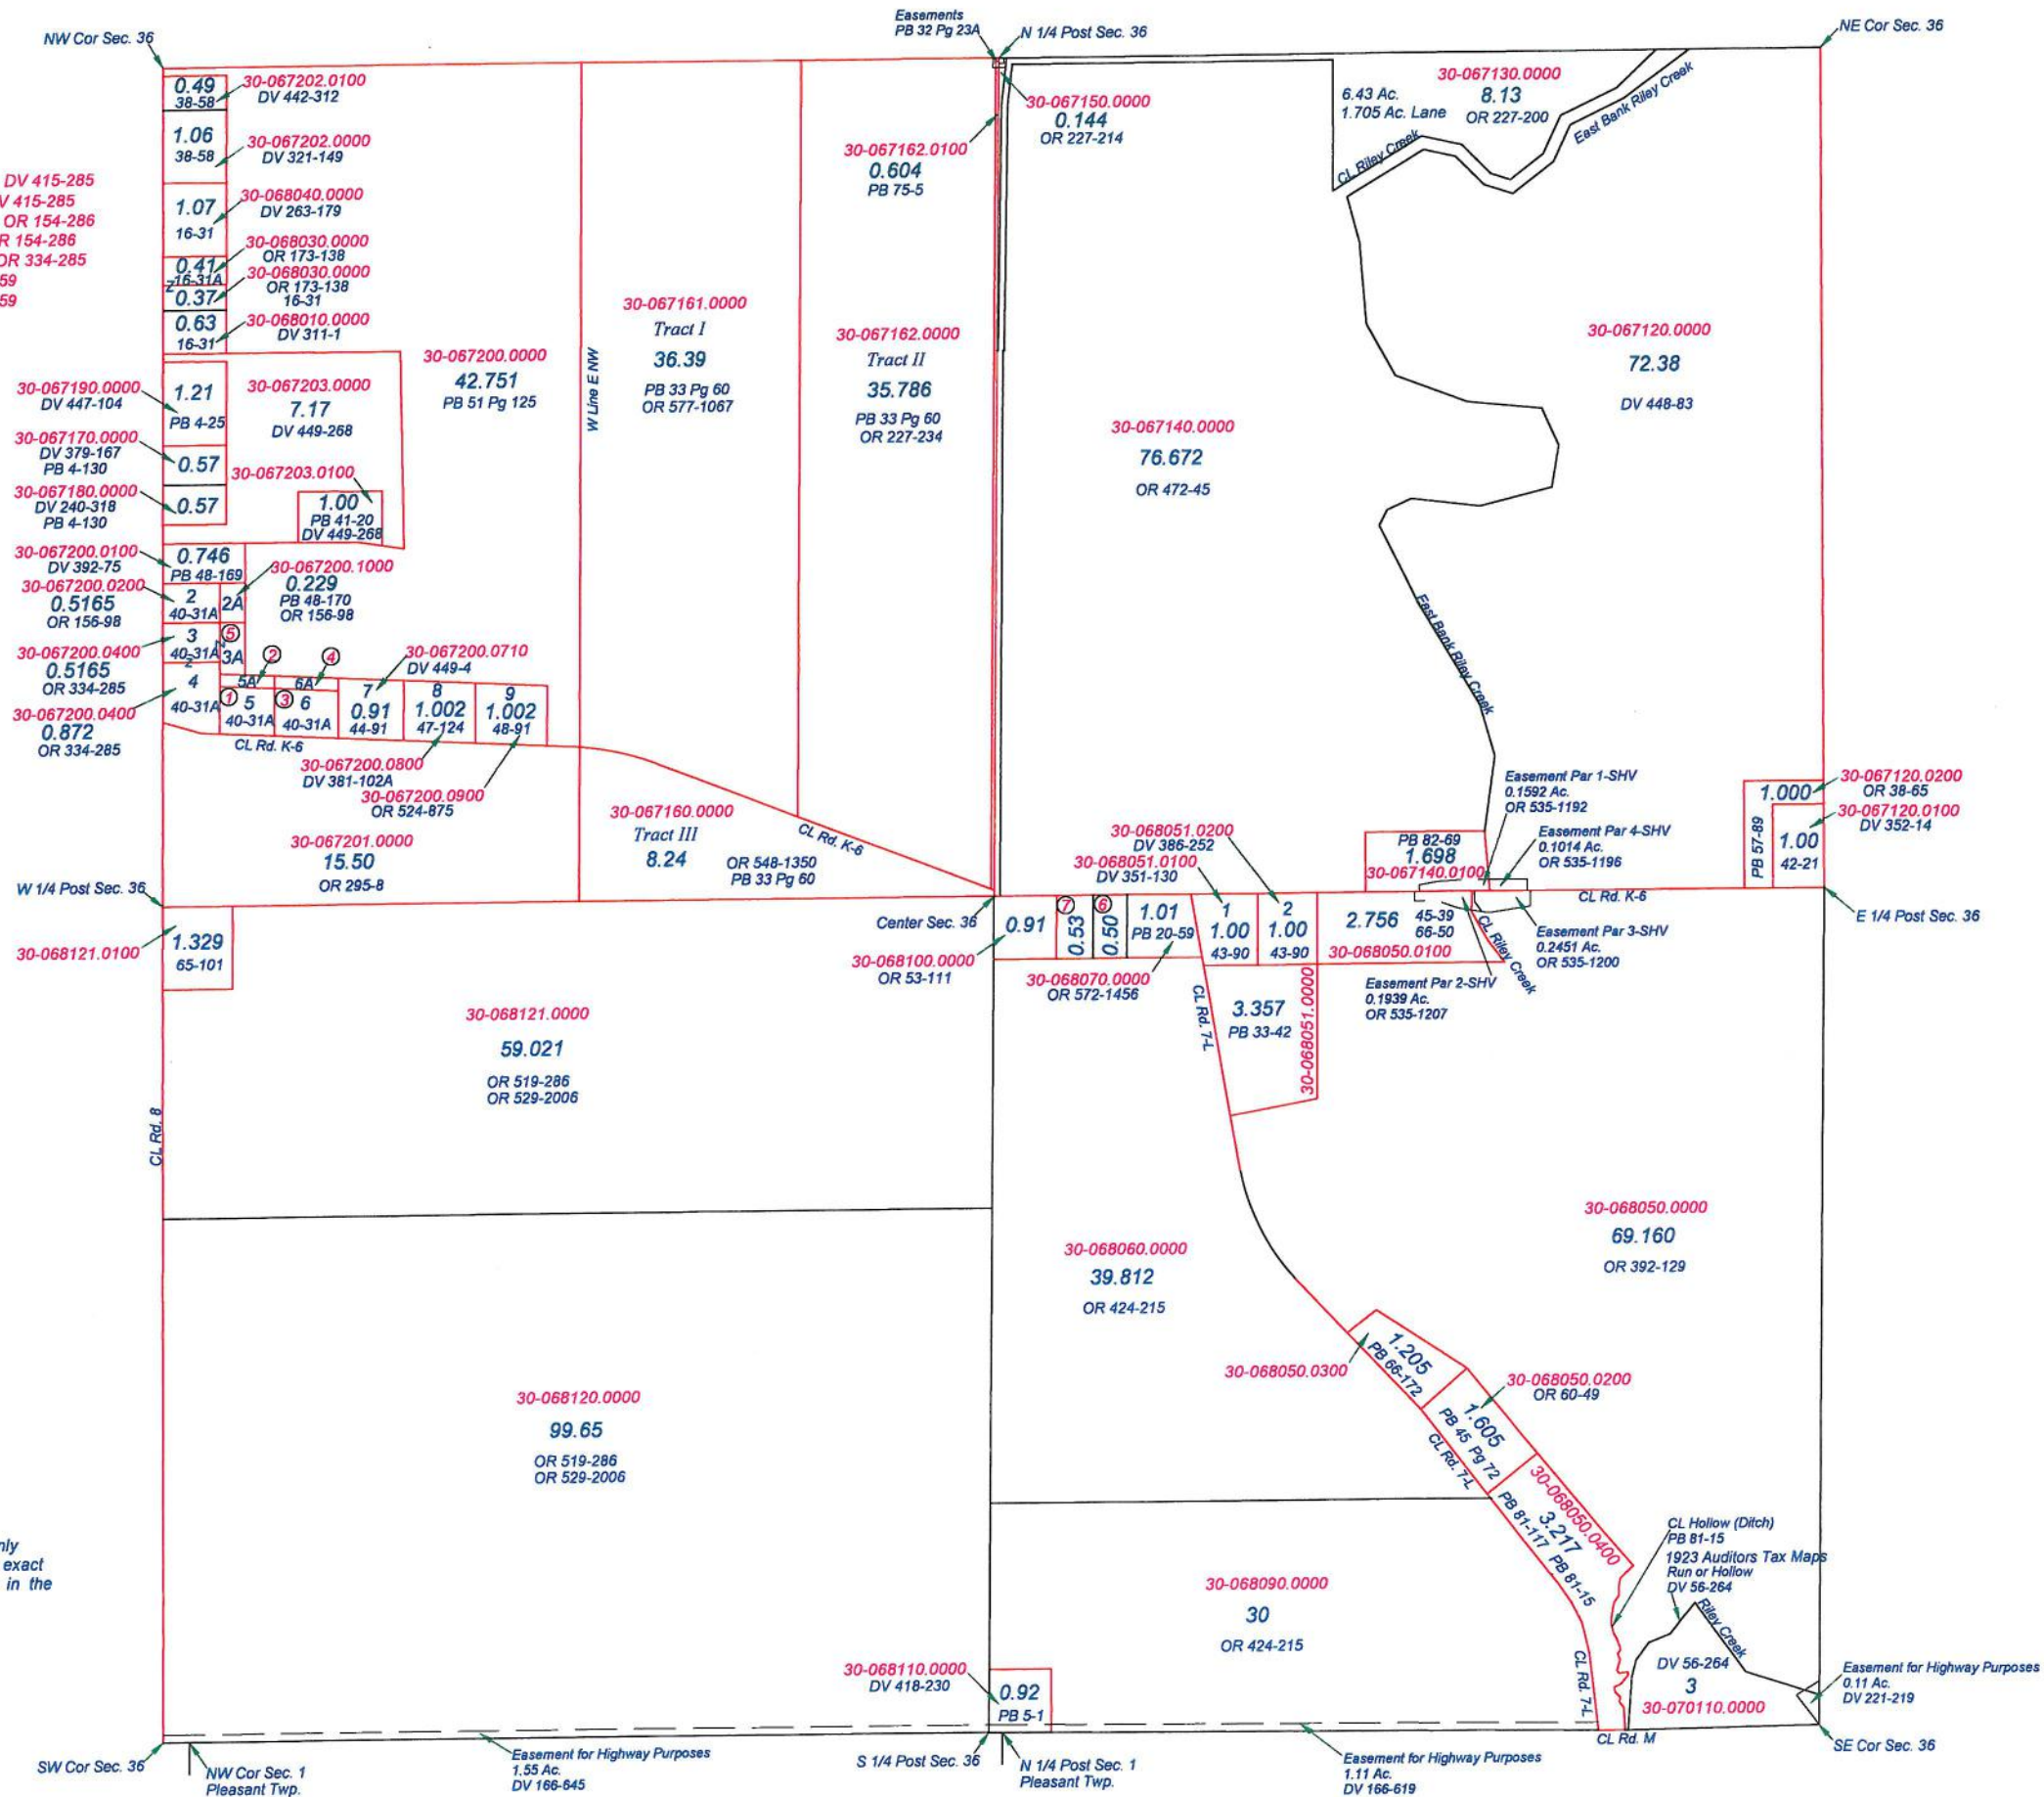 Easements
PB 32 Pg 23A
N 1/4 Post Sec. 36
NW Cor Sec. 36
NE Cor Sec. 36
0.49
38-58
30-067202.0100
DV 442-312
1.06
38-58
30-067202.0000
DV 321-149
DV 415-285
V 415-285
OR 154-286
R 154-286
OR 334-285
59
59
1.07
16-31
30-068040.0000
DV 263-179
0.41
16-31A
30-068030.0000
OR 173-138
Z
0.37
30-068030.0000
OR 173-138
16-31
0.63
16-31
30-068010.0000
DV 311-1
30-067150.0000
0.144
OR 227-214
30-067162.0100
0.604
PB 75-5
6.43 Ac.
1.705 Ac. Lane
30-067130.0000
8.13
OR 227-200
CL Riley Creek
East Bank Riley Creek
30-067161.0000
Tract I
36.39
PB 33 Pg 60
OR 577-1067
30-067162.0000
Tract II
35.786
PB 33 Pg 60
OR 227-234
30-067120.0000
72.38
DV 448-83
30-067200.0000
42.751
PB 51 Pg 125
W Line E NW
30-067190.0000
DV 447-104
1.21
PB 4-25
30-067203.0000
7.17
DV 449-268
30-067170.0000
DV 379-167
PB 4-130
0.57
30-067203.0100
30-067180.0000
DV 240-318
PB 4-130
0.57
1.00
PB 41-20
DV 449-268
30-067140.0000
76.672
OR 472-45
30-067200.0100
DV 392-75
0.746
PB 48-169
30-067200.1000
0.229
PB 48-170
OR 156-98
30-067200.0200
0.5165
OR 156-98
2
40-31A
2A
3
40-31A
5
3A
Z
30-067200.0400
0.5165
OR 334-285
4
40-31A
30-067200.0400
0.872
OR 334-285
2
4
5A
6A
1
5
40-31A
3
6
40-31A
30-067200.0710
DV 449-4
7
0.91
44-91
8
1.002
47-124
9
1.002
48-91
CL Rd. K-6
30-067200.0800
DV 381-102A
30-067200.0900
OR 524-875
East Bank Riley Creek
30-067201.0000
15.50
OR 295-8
30-067160.0000
Tract III
8.24
OR 548-1350
PB 33 Pg 60
CL Rd. K-6
30-068051.0200
DV 386-252
30-068051.0100
DV 351-130
PB 82-69
1.698
30-067140.0100
Easement Par 1-SHV
0.1592 Ac.
OR 535-1192
Easement Par 4-SHV
0.1014 Ac.
OR 535-1196
30-067120.0200
OR 38-65
1.000
PB 57-89
30-067120.0100
DV 352-14
1.00
42-21
W 1/4 Post Sec. 36
CL Rd. K-6
E 1/4 Post Sec. 36
30-068121.0100
1.329
65-101
Center Sec. 36
0.91
7
0.53
6
0.50
1.01
PB 20-59
1
1.00
43-90
2
1.00
43-90
2.756
45-39
66-50
30-068050.0100
CL Riley Creek
Easement Par 3-SHV
0.2451 Ac.
OR 535-1200
Easement Par 2-SHV
0.1939 Ac.
OR 535-1207
30-068100.0000
OR 53-111
30-068070.0000
OR 572-1456
3.357
PB 33-42
30-068051.0000
CL Rd. 7-L
CL Rd. 8
30-068121.0000
59.021
OR 519-286
OR 529-2006
30-068050.0000
69.160
OR 392-129
30-068060.0000
39.812
OR 424-215
1.205
PB 66-172
30-068050.0300
30-068050.0200
OR 60-49
1.605
PB 45 Pg 72
CL Rd. 7-L
30-068050.0400
3.217
PB 81-117
PB 81-15
30-068120.0000
99.65
OR 519-286
OR 529-2006
nly
exact
in the
CL Hollow (Ditch)
PB 81-15
1923 Auditors Tax Maps
Run or Hollow
DV 56-264
30-068090.0000
30
OR 424-215
CL Rd. 7-L
Riley Creek
DV 56-264
3
30-070110.0000
Easement for Highway Purposes
0.11 Ac.
DV 221-219
30-068110.0000
DV 418-230
0.92
PB 5-1
SW Cor Sec. 36
NW Cor Sec. 1
Pleasant Twp.
Easement for Highway Purposes
1.55 Ac.
DV 166-645
S 1/4 Post Sec. 36
N 1/4 Post Sec. 1
Pleasant Twp.
Easement for Highway Purposes
1.11 Ac.
DV 166-619
CL Rd. M
SE Cor Sec. 36